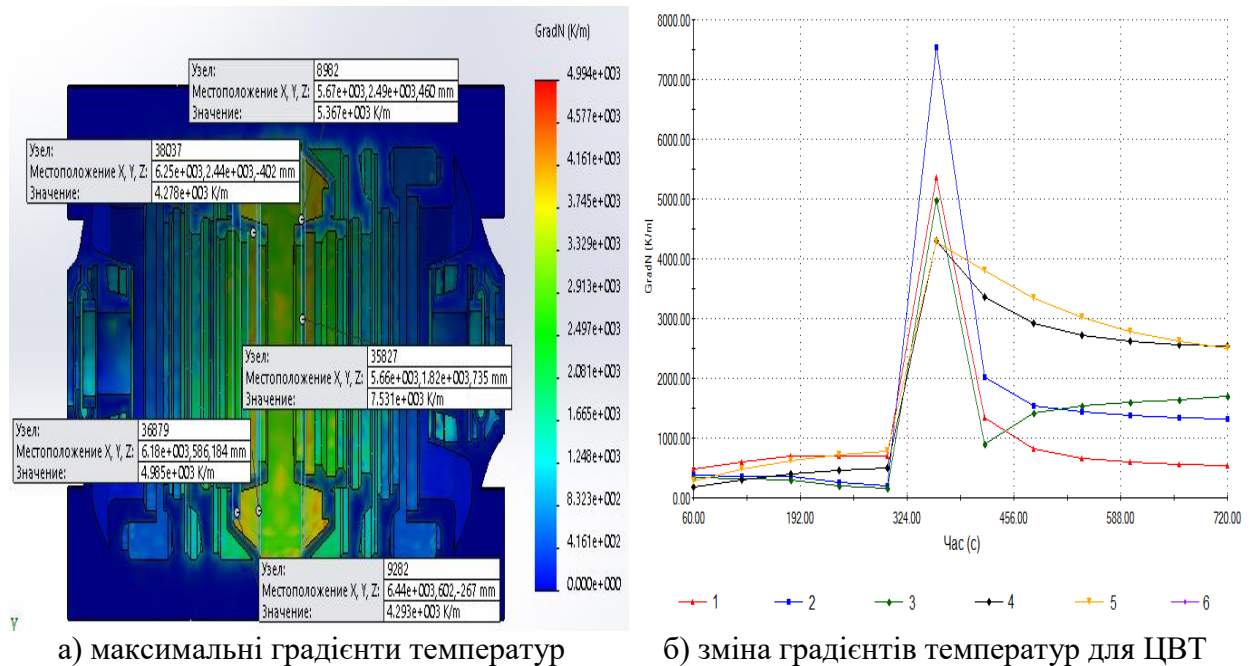 GradN (K/m)
4.994e+003
4.577e+003
4.161e+003
3.745e+003
3.329e+003
2.913e+003
2.497e+003
2.081e+003
1.665e+003
1.248e+003
8.323e+002
4.161e+002
0.000e+000
Узел: 8982
Местоположение X, Y, Z: 5.67e+003,2.49e+003,460 mm
Значение: 5.367e+003 K/m
Узел: 38037
Местоположение X, Y, Z: 6.25e+003,2.44e+003,-402 mm
Значение: 4.278e+003 K/m
Узел: 35827
Местоположение X, Y, Z: 5.66e+003,1.82e+003,735 mm
Значение: 7.531e+003 K/m
Узел: 36879
Местоположение X, Y, Z: 6.18e+003,586,184 mm
Значение: 4.985e+003 K/m
Узел: 9282
Местоположение X, Y, Z: 6.44e+003,602,-267 mm
Значение: 4.293e+003 K/m
Y
а) максимальні градієнти температур
8000.00
7000.00
6000.00
5000.00
4000.00
3000.00
2000.00
1000.00
0.00
GradN (K/m)
60.00 192.00 324.00 456.00 588.00 720.00
Час (с)
1 2 3 4 5 6
б) зміна градієнтів температур для ЦВТ